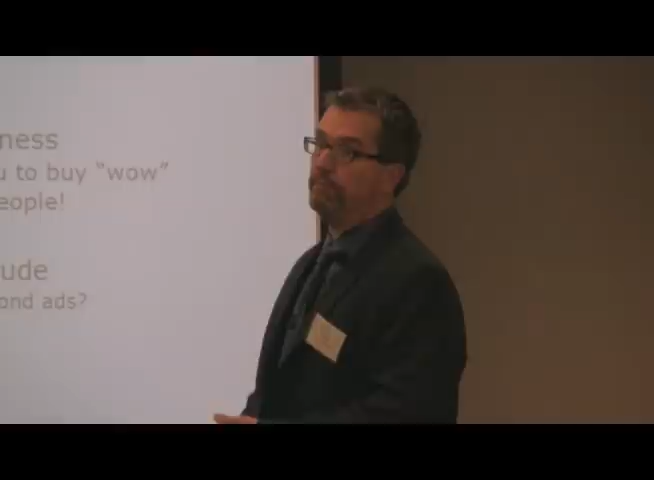 ness
to buy “wow”
eople!
ude
ond ads?